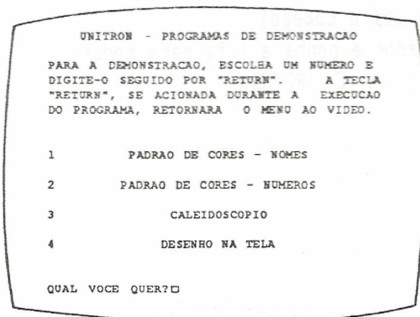 UNITRON - PROGRAMAS DE DEMONSTRACAO
PARA A DEMONSTRACAO, ESCOLHA UM NUMERO E
DIGITE-O SEGUIDO POR "RETURN". A TECLA
"RETURN", SE ACIONADA DURANTE A EXECUCAO
DO PROGRAMA, RETORNARA O MENU AO VIDEO.
1 PADRAO DE CORES - NOMES
2 PADRAO DE CORES - NUMEROS
3 CALEIDOSCOPIO
4 DESENHO NA TELA
QUAL VOCE QUER?